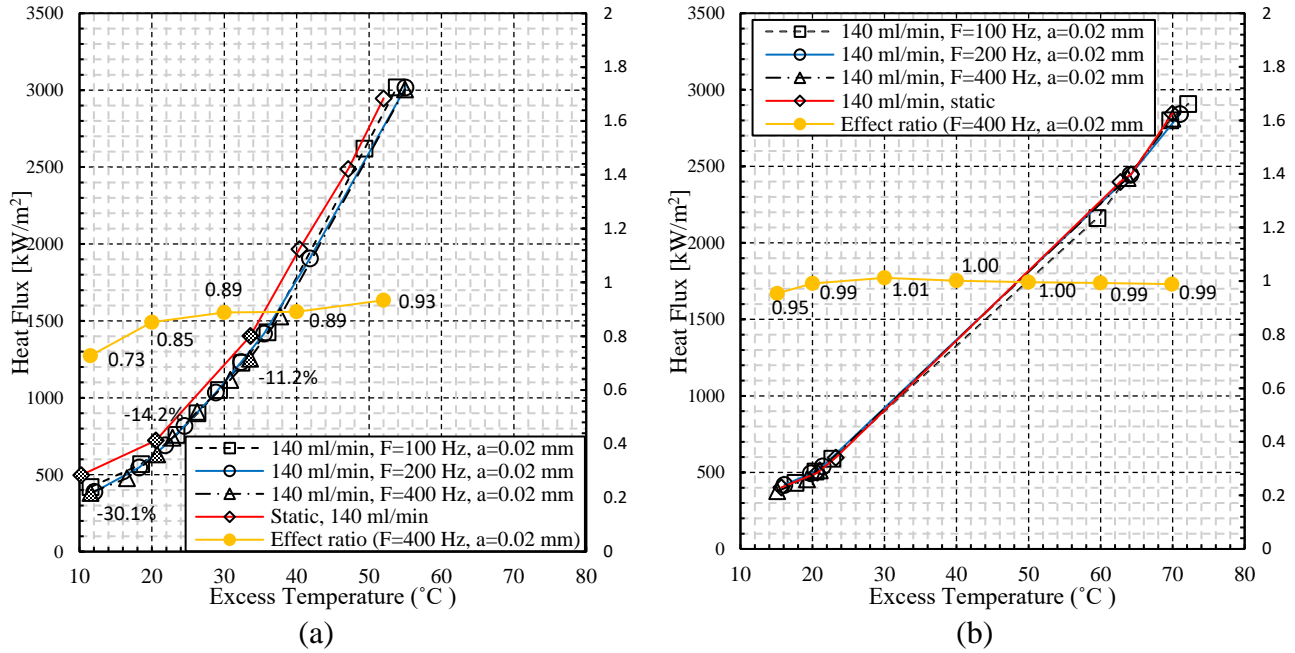 3500
3000
2500
2000
1500
1000
500
0
Heat Flux [kW/m²]
2
1.8
1.6
1.4
1.2
1
0.8
0.6
0.4
0.2
0
0.73
0.85
0.89
0.89
0.93
-11.2%
-14.2%
-30.1%
140 ml/min, F=100 Hz, a=0.02 mm
140 ml/min, F=200 Hz, a=0.02 mm
140 ml/min, F=400 Hz, a=0.02 mm
Static, 140 ml/min
Effect ratio (F=400 Hz, a=0.02 mm)
10 20 30 40 50 60 70 80
Excess Temperature (˚C )
(a)
3500
3000
2500
2000
1500
1000
500
0
Heat Flux [kW/m²]
2
1.8
1.6
1.4
1.2
1
0.8
0.6
0.4
0.2
0
140 ml/min, F=100 Hz, a=0.02 mm
140 ml/min, F=200 Hz, a=0.02 mm
140 ml/min, F=400 Hz, a=0.02 mm
140 ml/min, static
Effect ratio (F=400 Hz, a=0.02 mm
0.95
0.99
1.01
1.00
1.00
0.99
0.99
10 20 30 40 50 60 70 80
Excess Temperature (˚C )
(b)